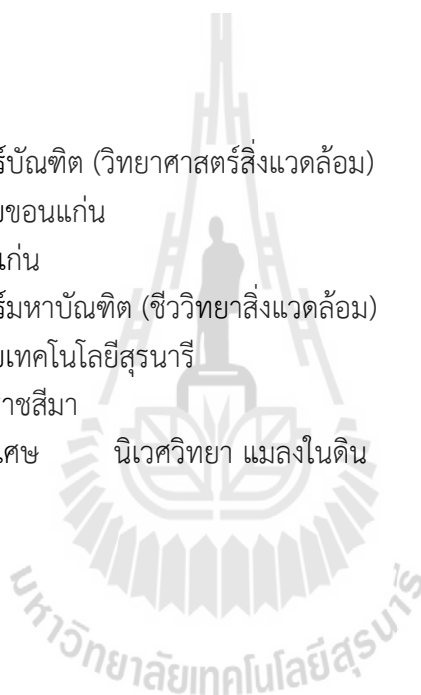 ร์บัณฑิต (วิทยาศาสตร์สิ่งแวดล้อม)
ยขอนแก่น
แก่น
ร์มหาบัณฑิต (ชีววิทยาสิ่งแวดล้อม)
ยเทคโนโลยีสุรนารี
าชสีมา
เศษ นิเวศวิทยา แมลงในดิน
มหาวิทยาลัยเทคโนโลยีสุรนารี